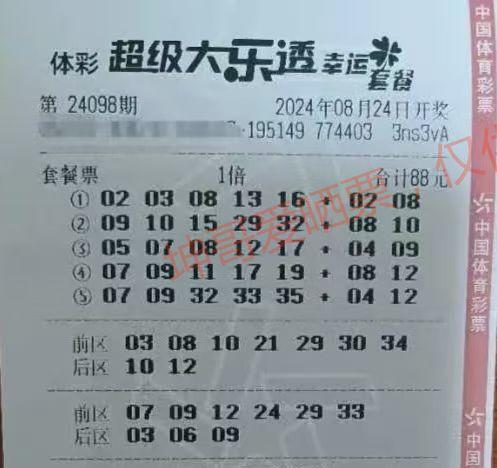 体彩 超级大乐透 幸运套餐
第 24098期 2024年08月24日开奖
195149 774403 3ns3vA
套餐票 1倍 合计88元
① 02 03 08 13 16 + 02 08
② 09 10 15 29 32 + 08 10
③ 05 07 08 12 17 + 04 09
④ 07 09 11 17 19 + 08 12
⑤ 07 09 32 33 35 + 04 12
前区 03 08 10 21 29 30 34
后区 10 12
前区 07 09 12 24 29 33
后区 03 06 09
中国体育彩票
中国体育彩票
中国
坤哥爱晒票,仅供